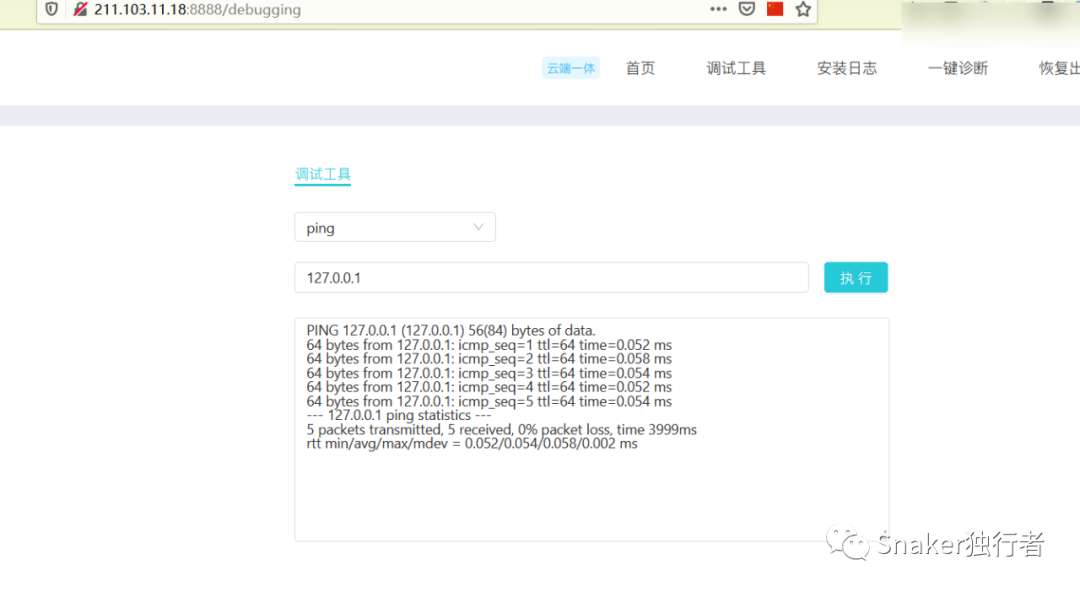 211.103.11.18:8888/debugging
云端一体 首页 调试工具 安装日志 一键诊断 恢复出
调试工具
ping
127.0.0.1 执行
PING 127.0.0.1 (127.0.0.1) 56(84) bytes of data.
64 bytes from 127.0.0.1: icmp_seq=1 ttl=64 time=0.052 ms
64 bytes from 127.0.0.1: icmp_seq=2 ttl=64 time=0.058 ms
64 bytes from 127.0.0.1: icmp_seq=3 ttl=64 time=0.054 ms
64 bytes from 127.0.0.1: icmp_seq=4 ttl=64 time=0.052 ms
64 bytes from 127.0.0.1: icmp_seq=5 ttl=64 time=0.054 ms
--- 127.0.0.1 ping statistics ---
5 packets transmitted, 5 received, 0% packet loss, time 3999ms
rtt min/avg/max/mdev = 0.052/0.054/0.058/0.002 ms
Snaker独行者